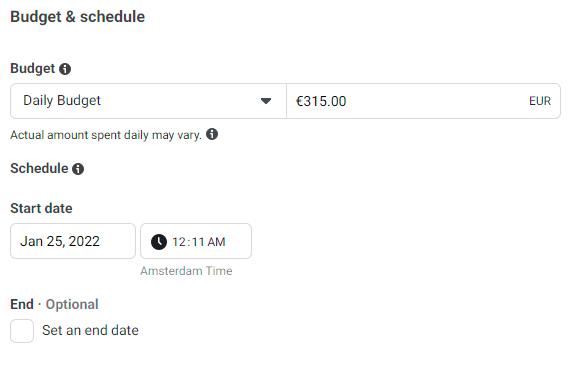 Budget & schedule
Budget
Daily Budget €315.00 EUR
Actual amount spent daily may vary.
Schedule
Start date
Jan 25, 2022 12:11 AM
Amsterdam Time
End · Optional
Set an end date